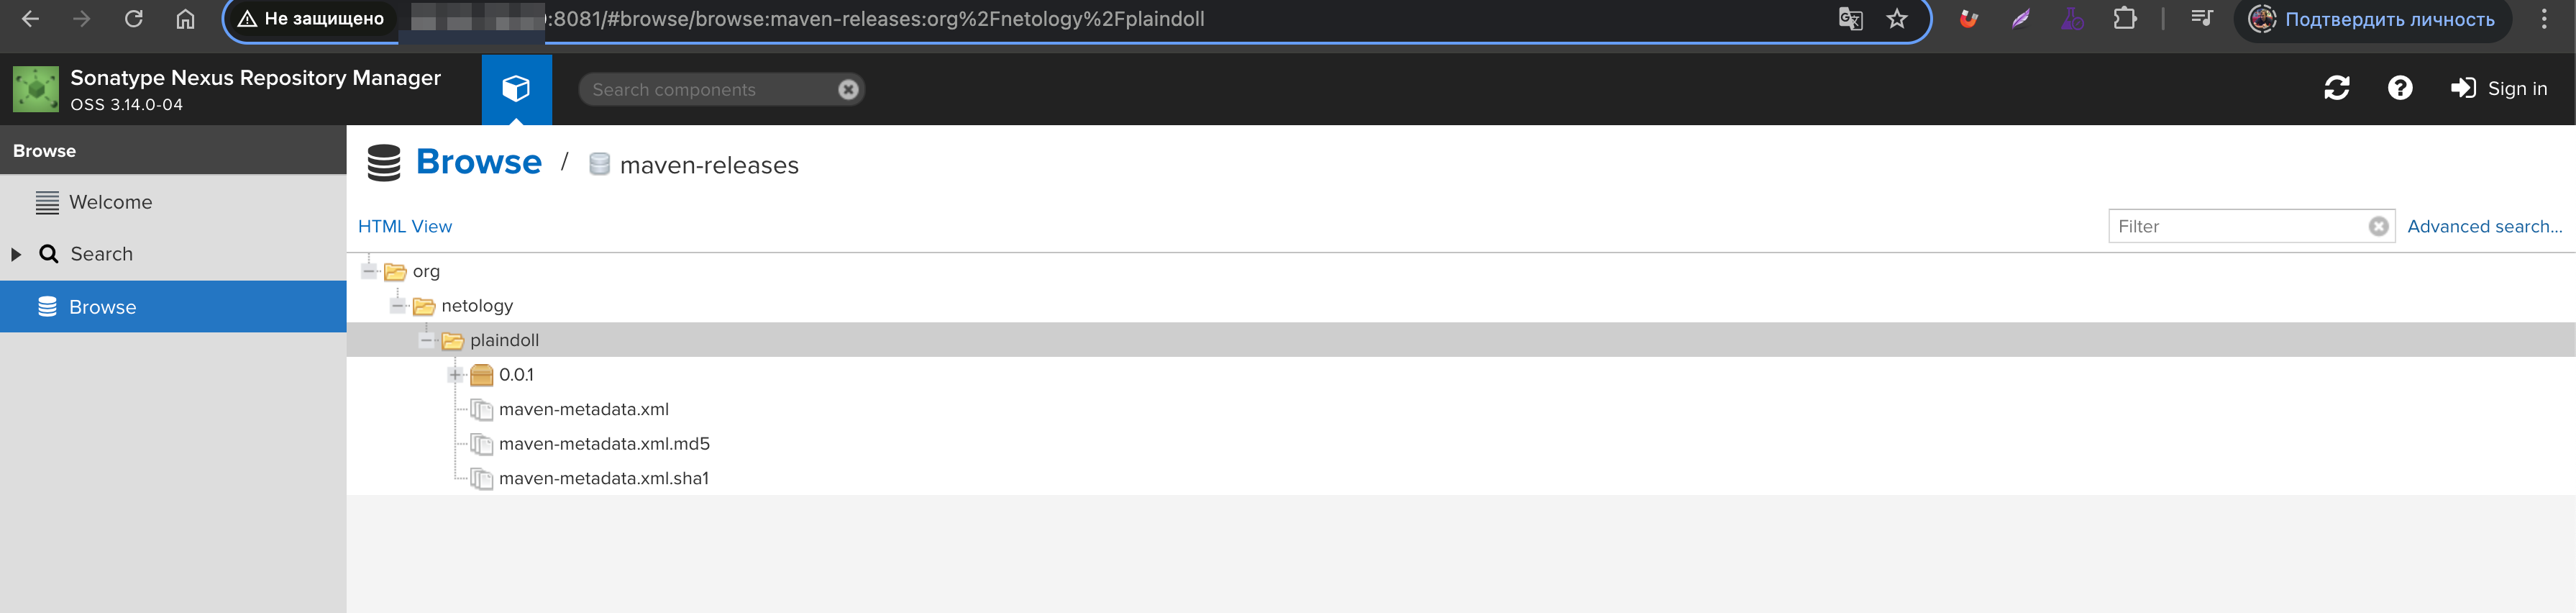 Не защищено :8081/#browse/browse:maven-releases:org%2Fnetology%2Fplaindoll Подтвердить личность
Sonatype Nexus Repository Manager
OSS 3.14.0-04
Search components
Sign in
Browse
Welcome
Search
Browse
Browse / maven-releases
HTML View
Filter
Advanced search...
org
netology
plaindoll
0.0.1
maven-metadata.xml
maven-metadata.xml.md5
maven-metadata.xml.sha1